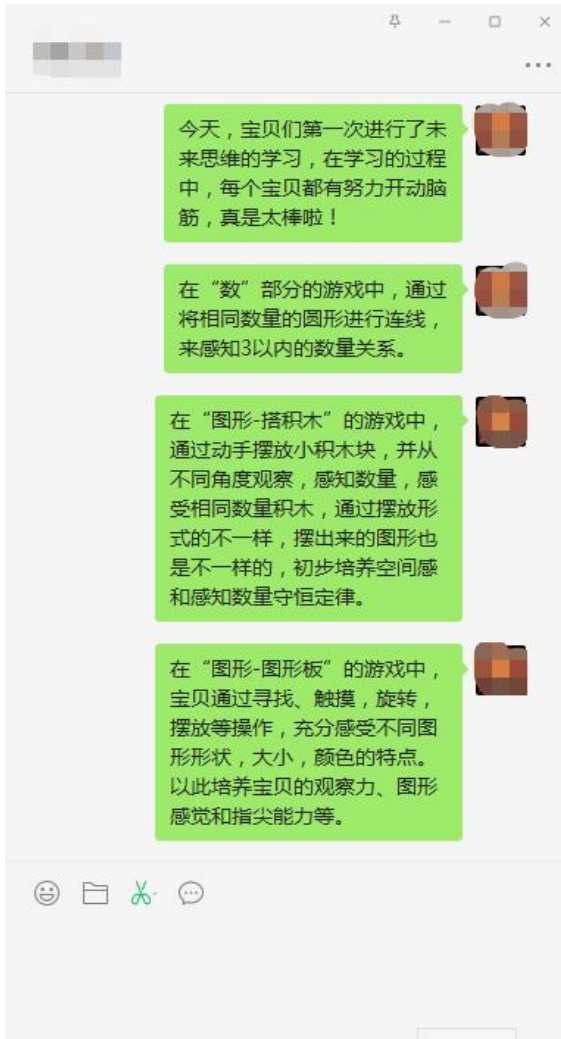 今天，宝贝们第一次进行了未
来思维的学习，在学习的过程
中，每个宝贝都有努力开动脑
筋，真是太棒啦！
在“数”部分的游戏中，通过
将相同数量的圆形进行连线，
来感知3以内的数量关系。
在“图形-搭积木”的游戏中，
通过动手摆放小积木块，并从
不同角度观察，感知数量，感
受相同数量积木，通过摆放形
式的不一样，摆出来的图形也
是不一样的，初步培养空间感
和感知数量守恒定律。
在“图形-图形板”的游戏中，
宝贝通过寻找、触摸，旋转，
摆放等操作，充分感受不同图
形形状，大小，颜色的特点。
以此培养宝贝的观察力、图形
感觉和指尖能力等。